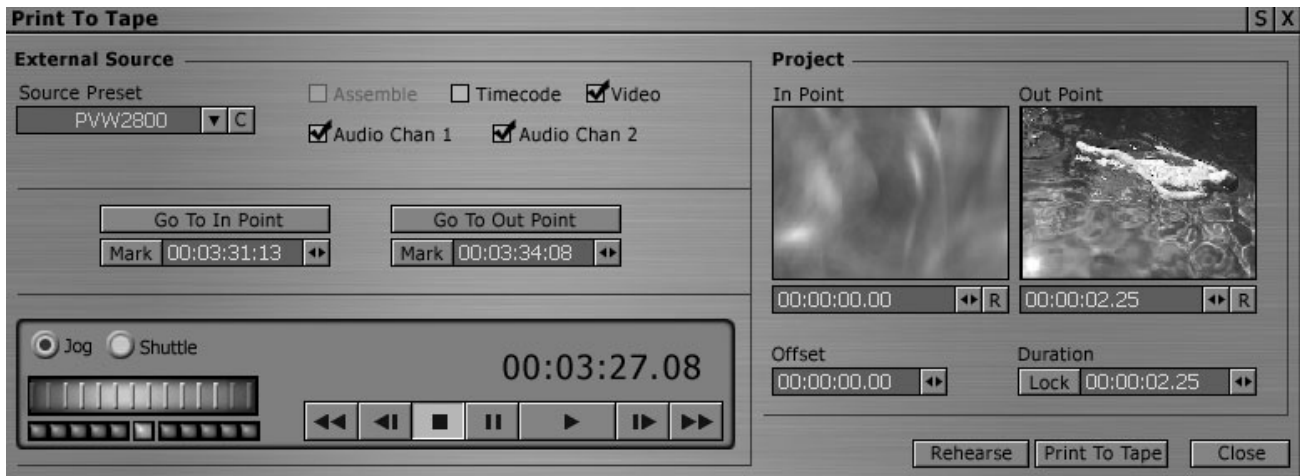 Print To Tape S X
External Source
Source Preset
PVW2800 C
Assemble Timecode Video
Audio Chan 1 Audio Chan 2
Go To In Point Go To Out Point
Mark 00:03:31:13 Mark 00:03:34:08
Jog Shuttle
00:03:27.08
Project
In Point Out Point
00:00:00.00 R 00:00:02.25 R
Offset Duration
00:00:00.00 Lock 00:00:02.25
Rehearse Print To Tape Close